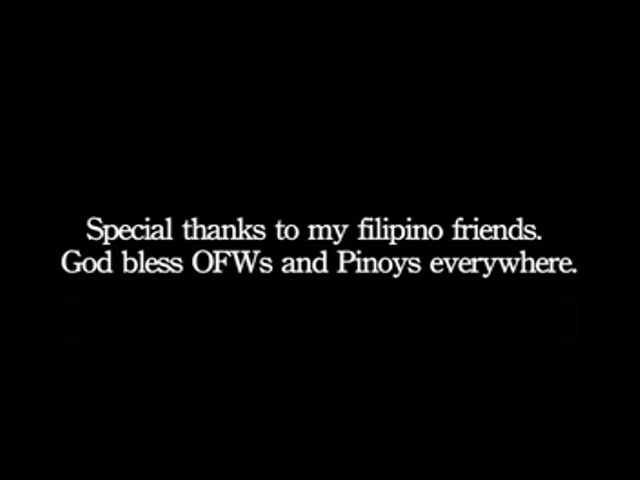 Special thanks to my filipino friends.
God bless OFWs and Pinoys everywhere.